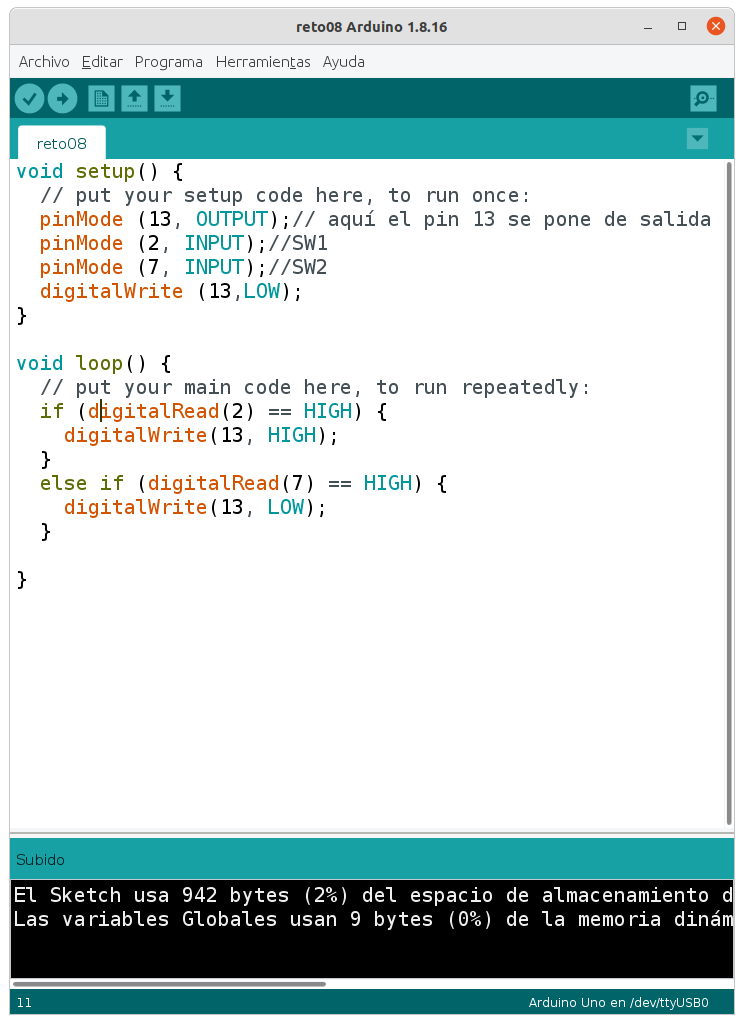 reto08 Arduino 1.8.16
Archivo Editar Programa Herramientas Ayuda
reto08
void setup() {
  // put your setup code here, to run once:
  pinMode (13, OUTPUT);// aquí el pin 13 se pone de salida
  pinMode (2, INPUT);//SW1
  pinMode (7, INPUT);//SW2
  digitalWrite (13,LOW);
}
void loop() {
  // put your main code here, to run repeatedly:
  if (digitalRead(2) == HIGH) {
    digitalWrite(13, HIGH);
  }
  else if (digitalRead(7) == HIGH) {
    digitalWrite(13, LOW);
  }
}
Subido
El Sketch usa 942 bytes (2%) del espacio de almacenamiento d
Las variables Globales usan 9 bytes (0%) de la memoria dinám
11
Arduino Uno en /dev/ttyUSB0